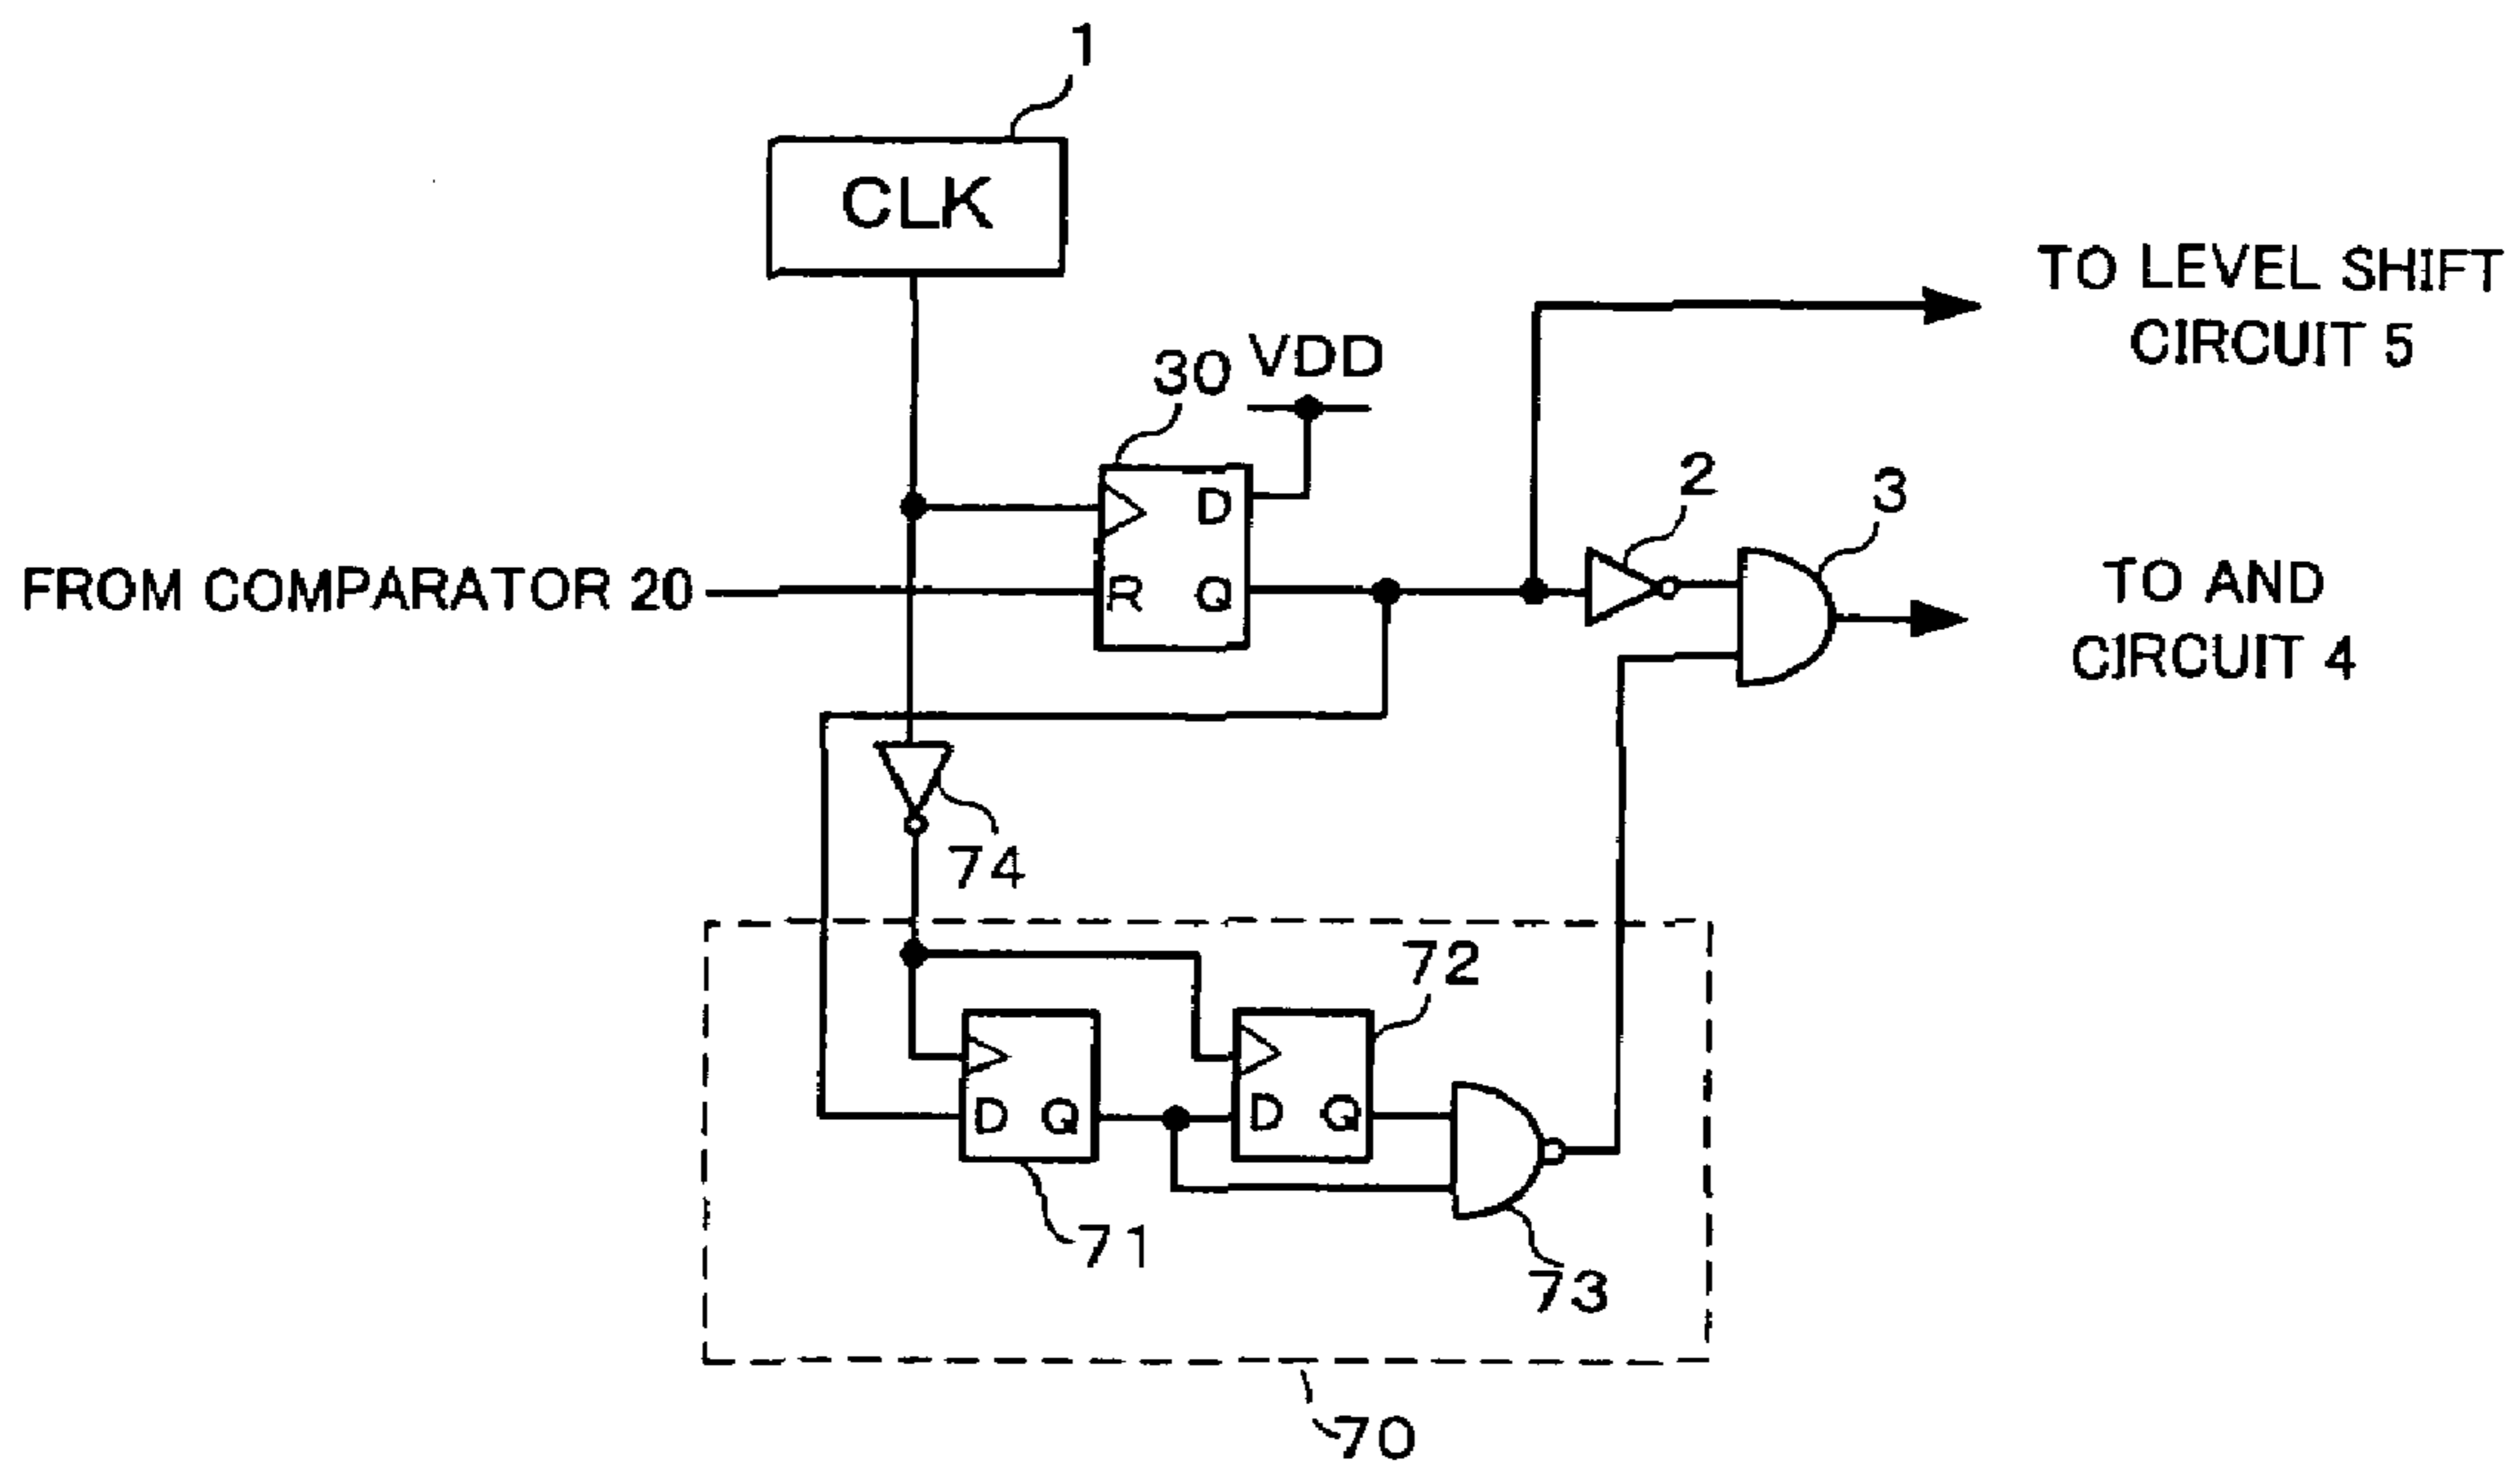 1
CLK
TO LEVEL SHIFT
CIRCUIT 5
30
VDD
D
2
3
FROM COMPARATOR 20
R
Q
TO AND
CIRCUIT 4
74
72
D
Q
D
Q
71
73
70